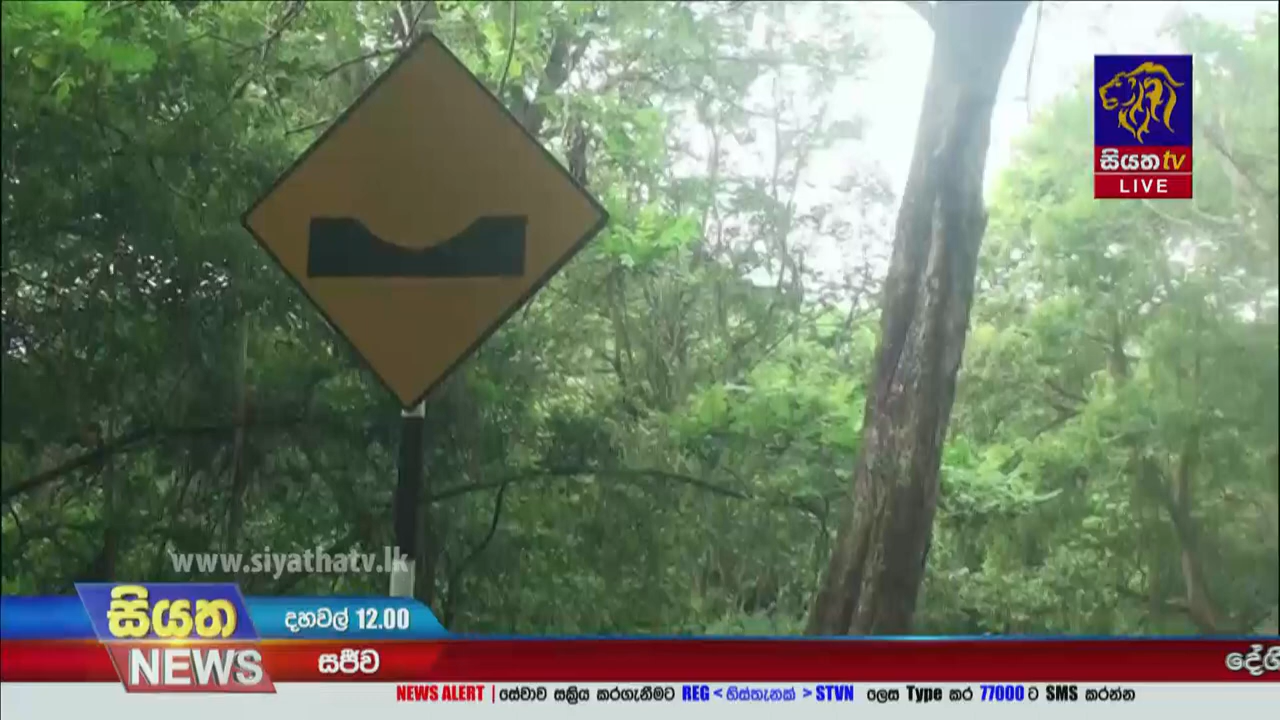 සියත tv
LIVE
www.siyathatv.lk
සියත
NEWS
දහවල් 12.00
සජීව
NEWS ALERT | සේවාව සක්‍රිය කරගැනීමට REG < හිස්තැනක් > STVN ලෙස Type කර 77000 ට SMS කරන්න